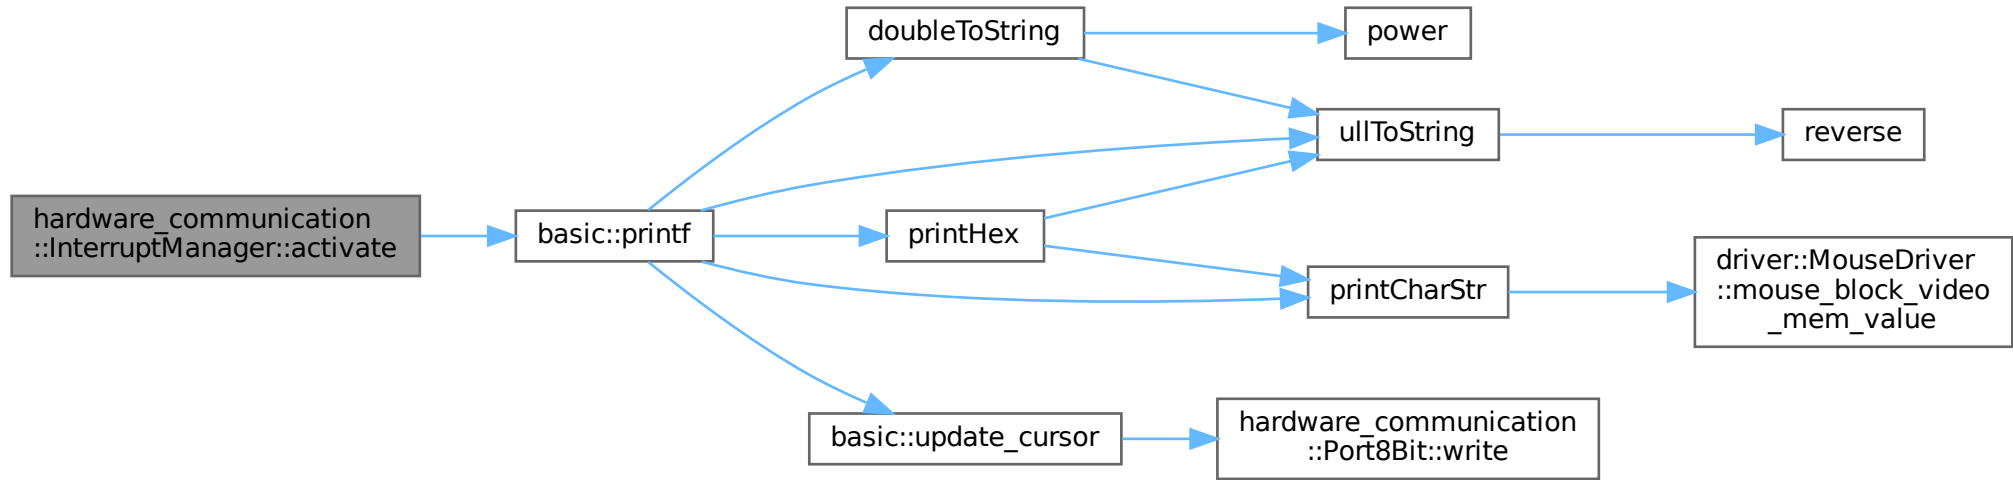 hardware_communication
::InterruptManager::activate
basic::printf
doubleToString
power
ullToString
reverse
printHex
printCharStr
driver::MouseDriver
::mouse_block_video
_mem_value
basic::update_cursor
hardware_communication
::Port8Bit::write